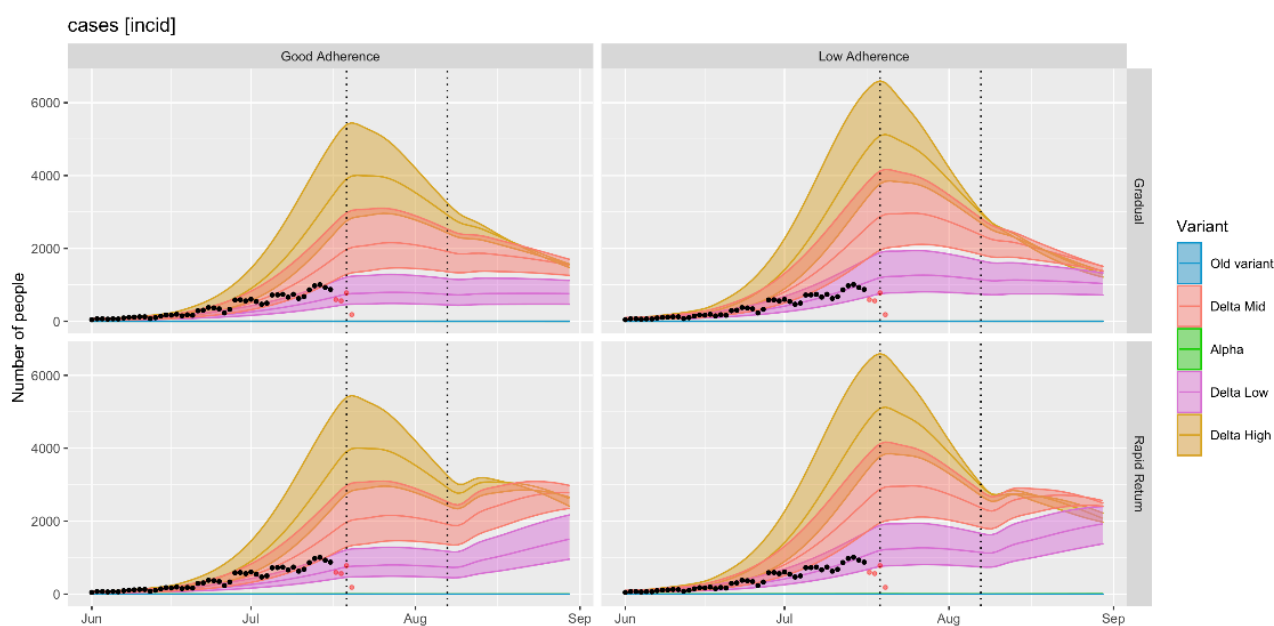 cases [incid]
Good Adherence
Low Adherence
6000
4000
2000
0
Gradual
6000
4000
2000
0
Rapid Return
Number of people
Jun
Jul
Aug
Sep
Jun
Jul
Aug
Sep
Variant
Old variant
Delta Mid
Alpha
Delta Low
Delta High